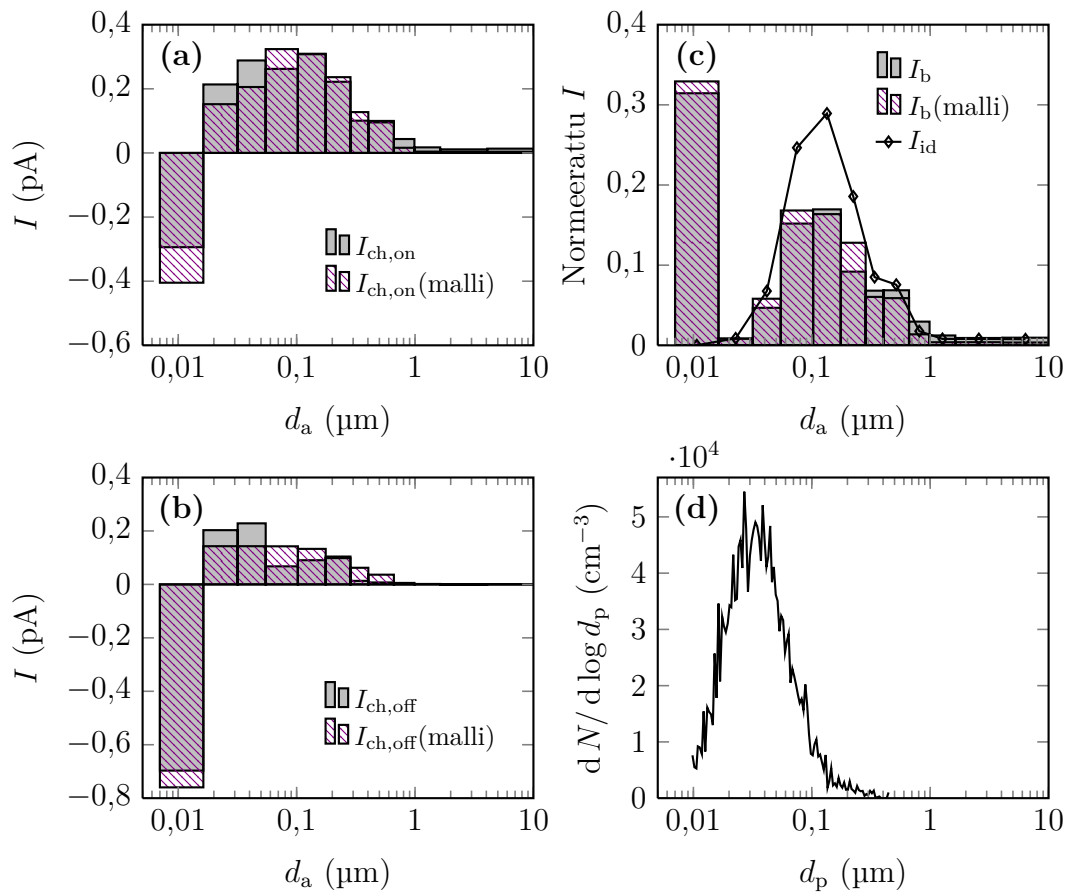 0,4
0,2
0
−0,2
−0,4
−0,6
I (pA)
(a)
I_ch,on
I_ch,on(malli)
0,01 0,1 1 10
d_a (µm)
0,4
0,3
0,2
0,1
0
Normeerattu I
(c)
I_b
I_b(malli)
I_id
0,01 0,1 1 10
d_a (µm)
0,4
0,2
0
−0,2
−0,4
−0,6
−0,8
I (pA)
(b)
I_ch,off
I_ch,off(malli)
0,01 0,1 1 10
d_a (µm)
·10⁴
5
4
3
2
1
0
d N/ d log d_p (cm⁻³)
(d)
0,01 0,1 1 10
d_p (µm)